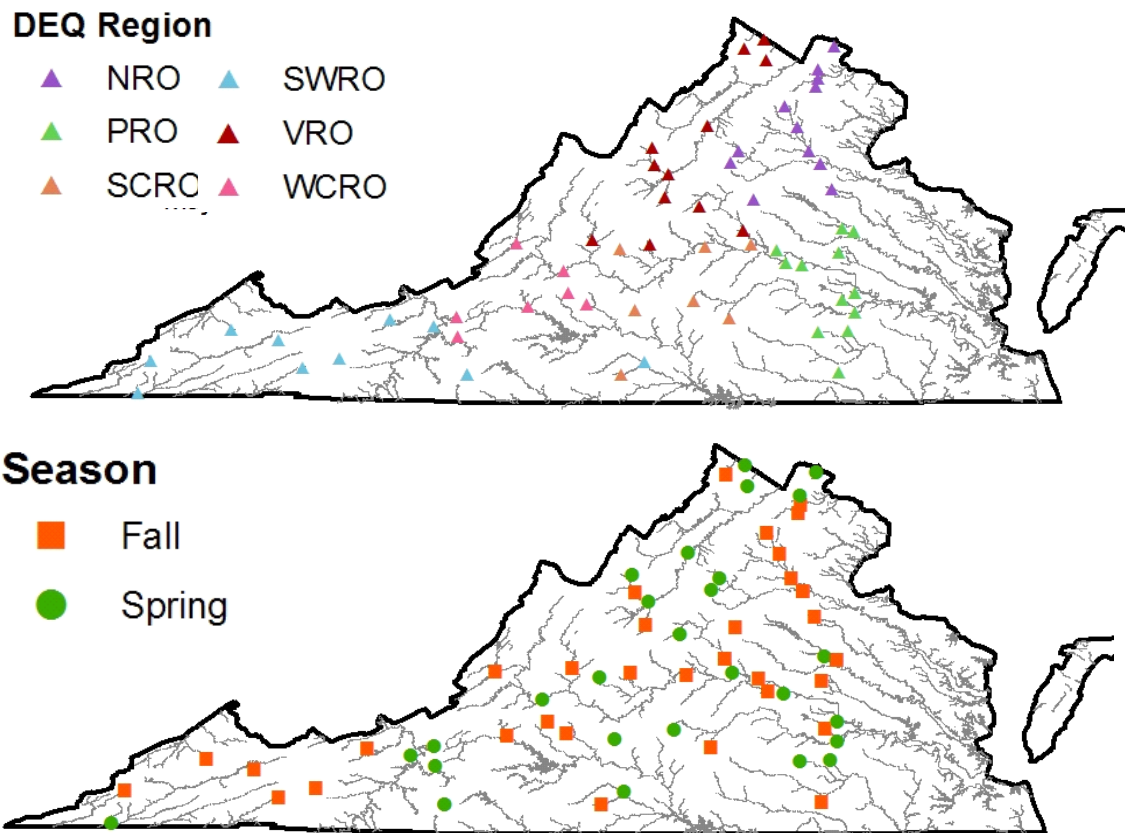 DEQ Region
NRO SWRO
PRO VRO
SCRO WCRO
Season
Fall
Spring